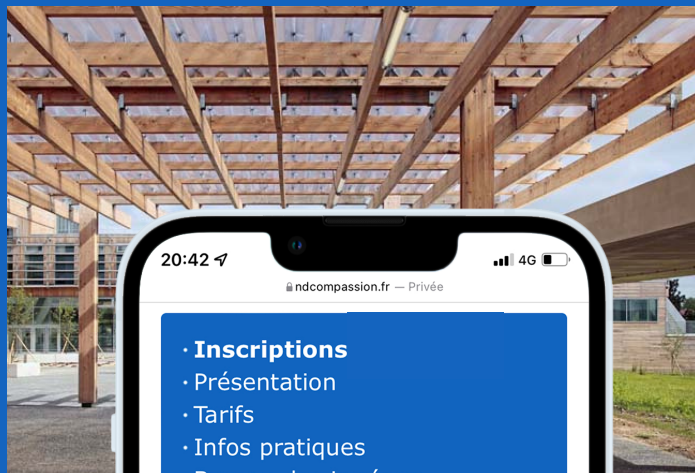 20:42
4G
ndcompassion.fr — Privée
· Inscriptions
· Présentation
· Tarifs
· Infos pratiques